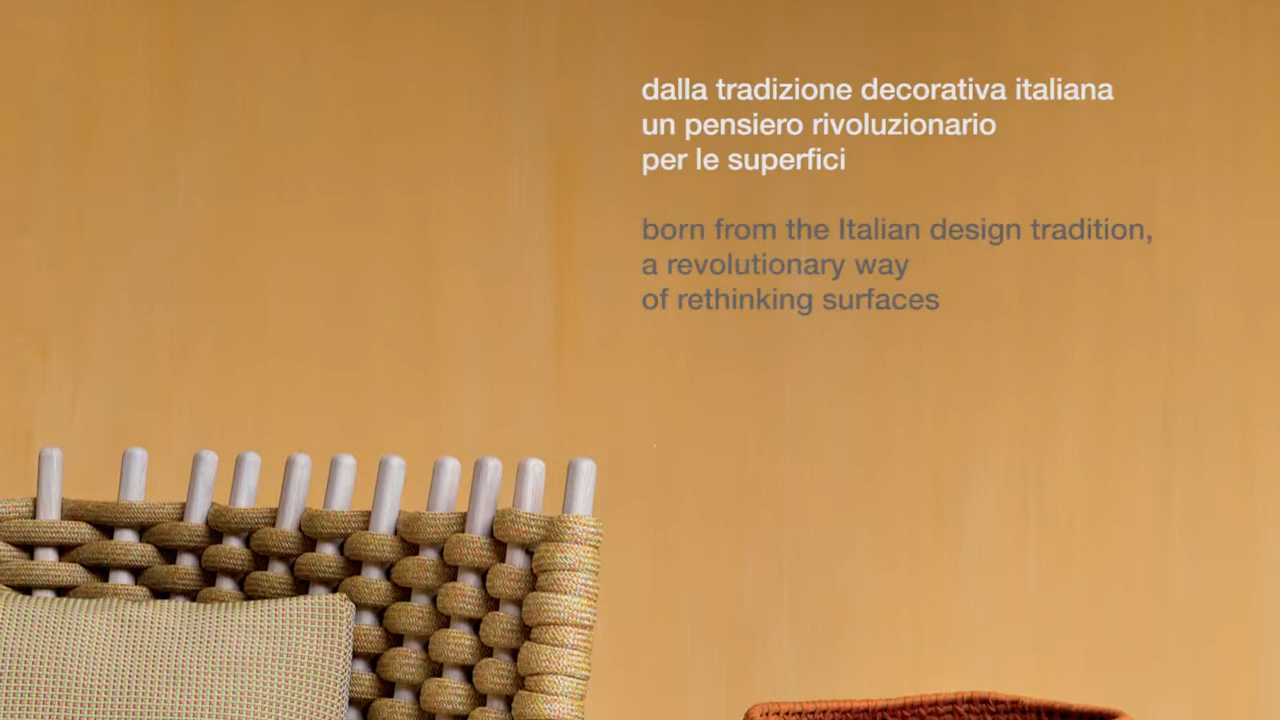 dalla tradizione decorativa italiana
un pensiero rivoluzionario
per le superfici
born from the Italian design tradition,
a revolutionary way
of rethinking surfaces